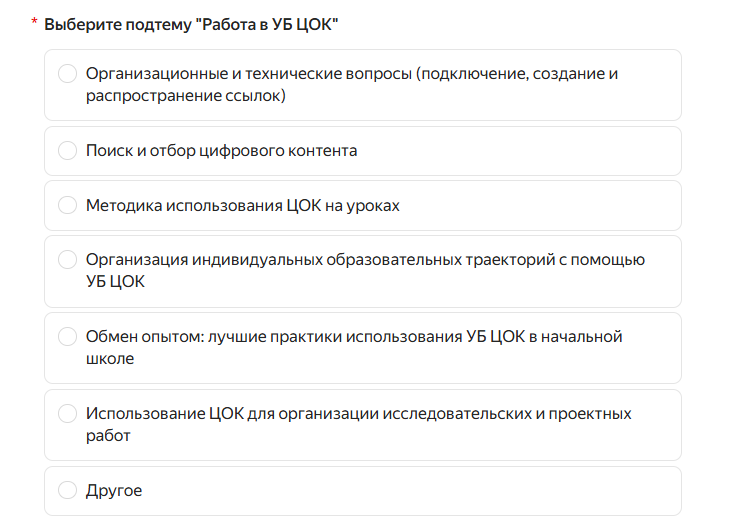 * Выберите подтему "Работа в УБ ЦОК"
Организационные и технические вопросы (подключение, создание и
распространение ссылок)
Поиск и отбор цифрового контента
Методика использования ЦОК на уроках
Организация индивидуальных образовательных траекторий с помощью
УБ ЦОК
Обмен опытом: лучшие практики использования УБ ЦОК в начальной
школе
Использование ЦОК для организации исследовательских и проектных
работ
Другое